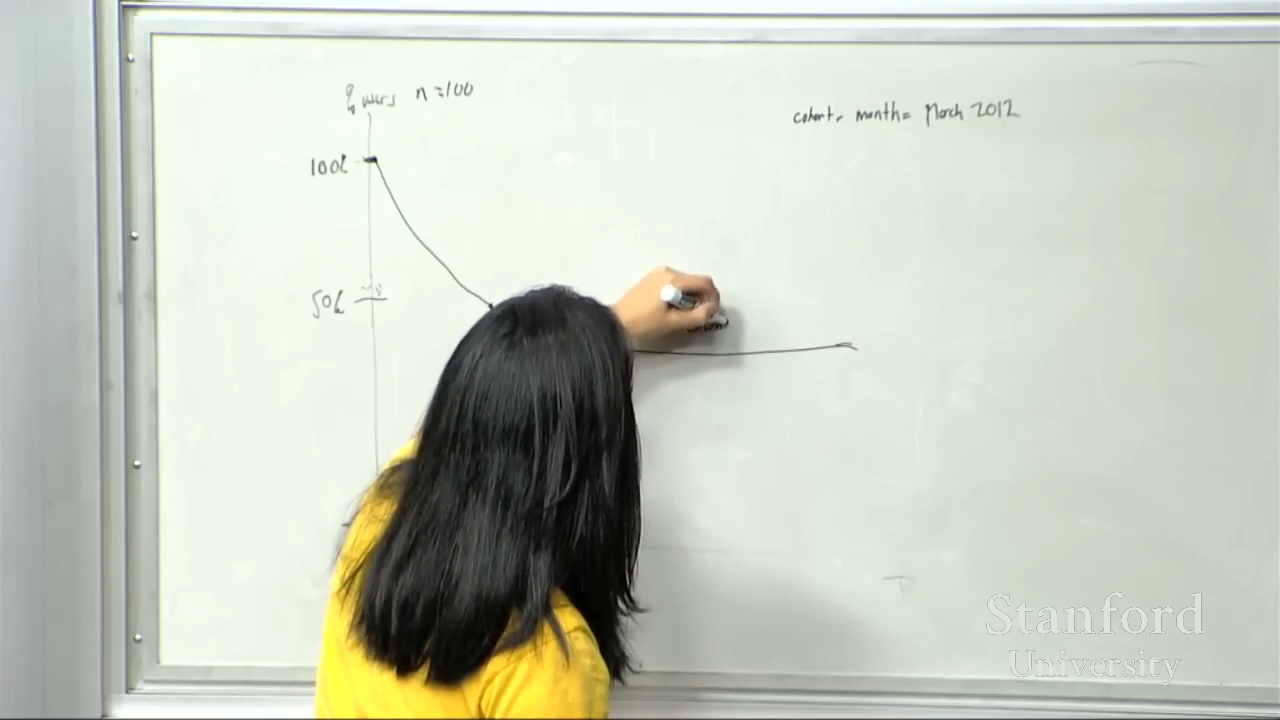 % users n=100
cohort, month= March 2012
100%
50%
Stanford
University